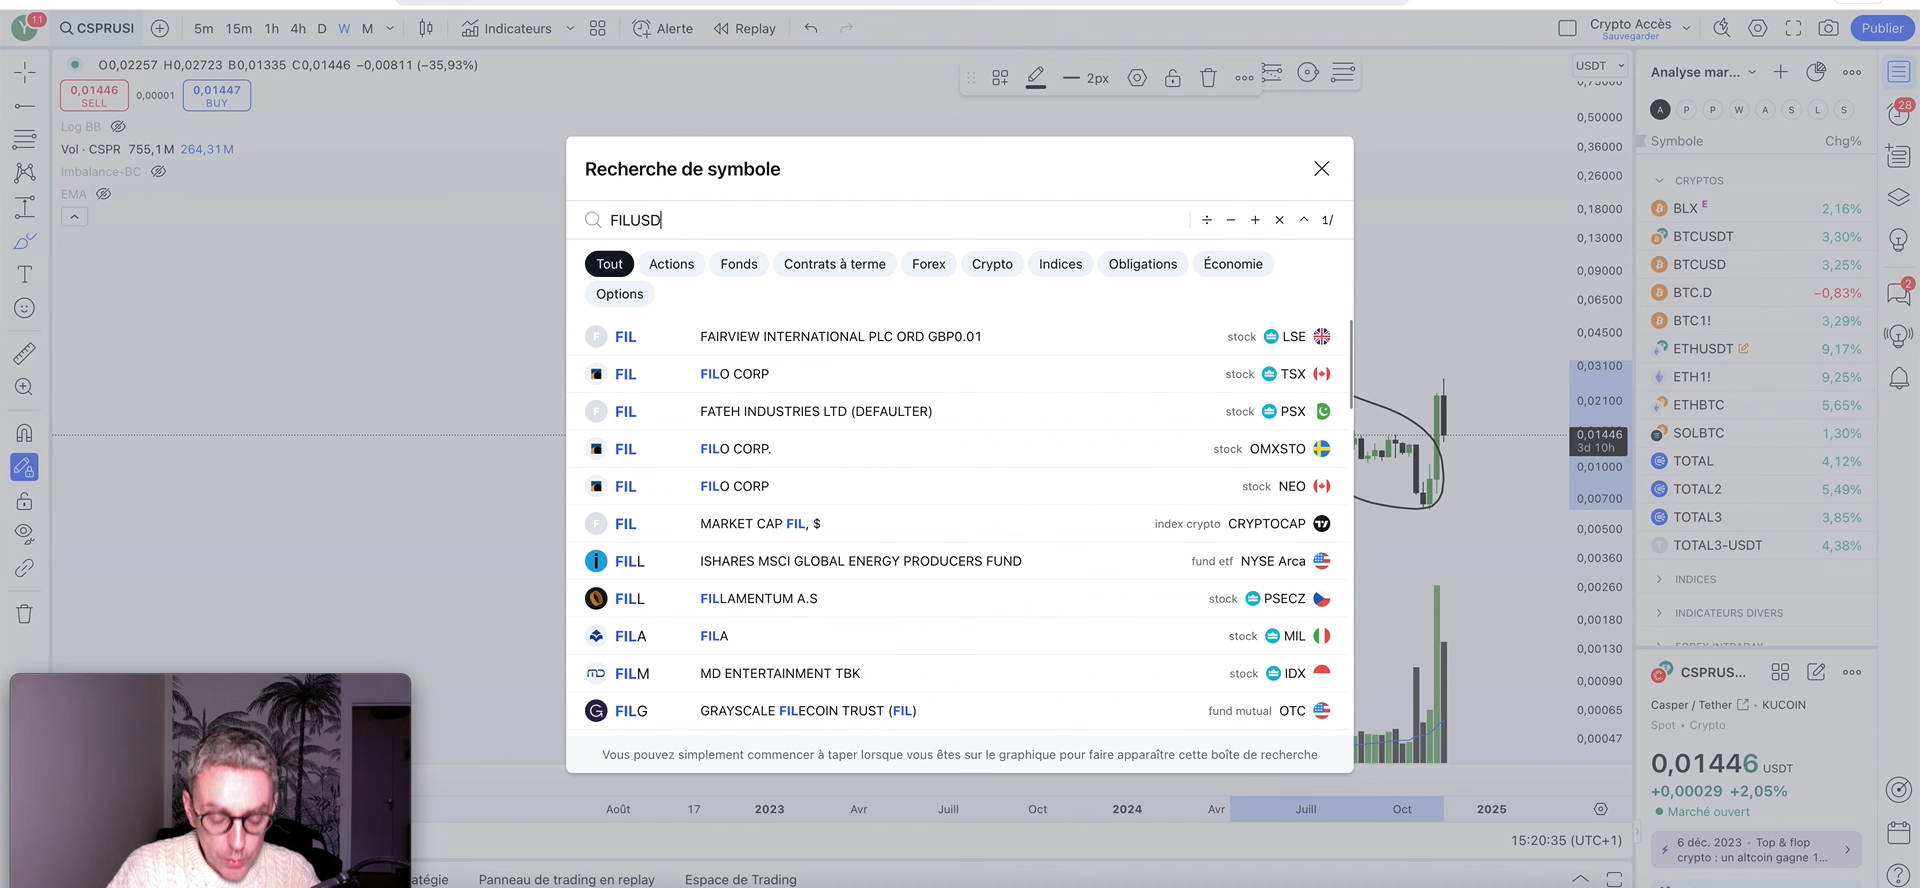 Y 11 CSPRUSI 5m 15m 1h 4h D W M Indicateurs Alerte Replay Crypto Accès Publier
Sauvegarder
O0,02257 H0,02723 B0,01335 C0,01446 −0,00811 (−35,93%)
0,01446 SELL 0,00001 0,01447 BUY
Log BB
Vol · CSPR 755,1M 264,31M
Imbalance-BC
EMA
2px
Recherche de symbole
FILUSD
÷ − + × ^ 1/
Tout Actions Fonds Contrats à terme Forex Crypto Indices Obligations Économie
Options
F FIL FAIRVIEW INTERNATIONAL PLC ORD GBP0.01 stock LSE
FIL FILO CORP stock TSX
F FIL FATEH INDUSTRIES LTD (DEFAULTER) stock PSX
FIL FILO CORP. stock OMXSTO
FIL FILO CORP stock NEO
F FIL MARKET CAP FIL, $ index crypto CRYPTOCAP
FILL ISHARES MSCI GLOBAL ENERGY PRODUCERS FUND fund etf NYSE Arca
FILL FILLAMENTUM A.S stock PSECZ
FILA FILA stock MIL
FILM MD ENTERTAINMENT TBK stock IDX
FILG GRAYSCALE FILECOIN TRUST (FIL) fund mutual OTC
Vous pouvez simplement commencer à taper lorsque vous êtes sur le graphique pour faire apparaître cette boîte de recherche
USDT
0,50000
0,36000
0,26000
0,18000
0,13000
0,09000
0,06500
0,04500
0,03100
0,02100
0,01446
3d 10h
0,01000
0,00700
0,00500
0,00360
0,00260
0,00180
0,00130
0,00090
0,00065
0,00047
Août 17 2023 Avr Juill Oct 2024 Avr Juill Oct 2025
15:20:35 (UTC+1)
atégie Panneau de trading en replay Espace de Trading
Analyse mar...
A P P W A S L S
Symbole Chg%
CRYPTOS
BLX E 2,16%
BTCUSDT 3,30%
BTCUSD 3,25%
BTC.D −0,83%
BTC1! 3,29%
ETHUSDT 9,17%
ETH1! 9,25%
ETHBTC 5,65%
SOLBTC 1,30%
TOTAL 4,12%
TOTAL2 5,49%
TOTAL3 3,85%
T TOTAL3-USDT 4,38%
INDICES
INDICATEURS DIVERS
CSPRUS...
Casper / Tether • KUCOIN
Spot • Crypto
0,01446 USDT
+0,00029 +2,05%
Marché ouvert
6 déc. 2023 • Top & flop
crypto : un altcoin gagne 1...
28
2